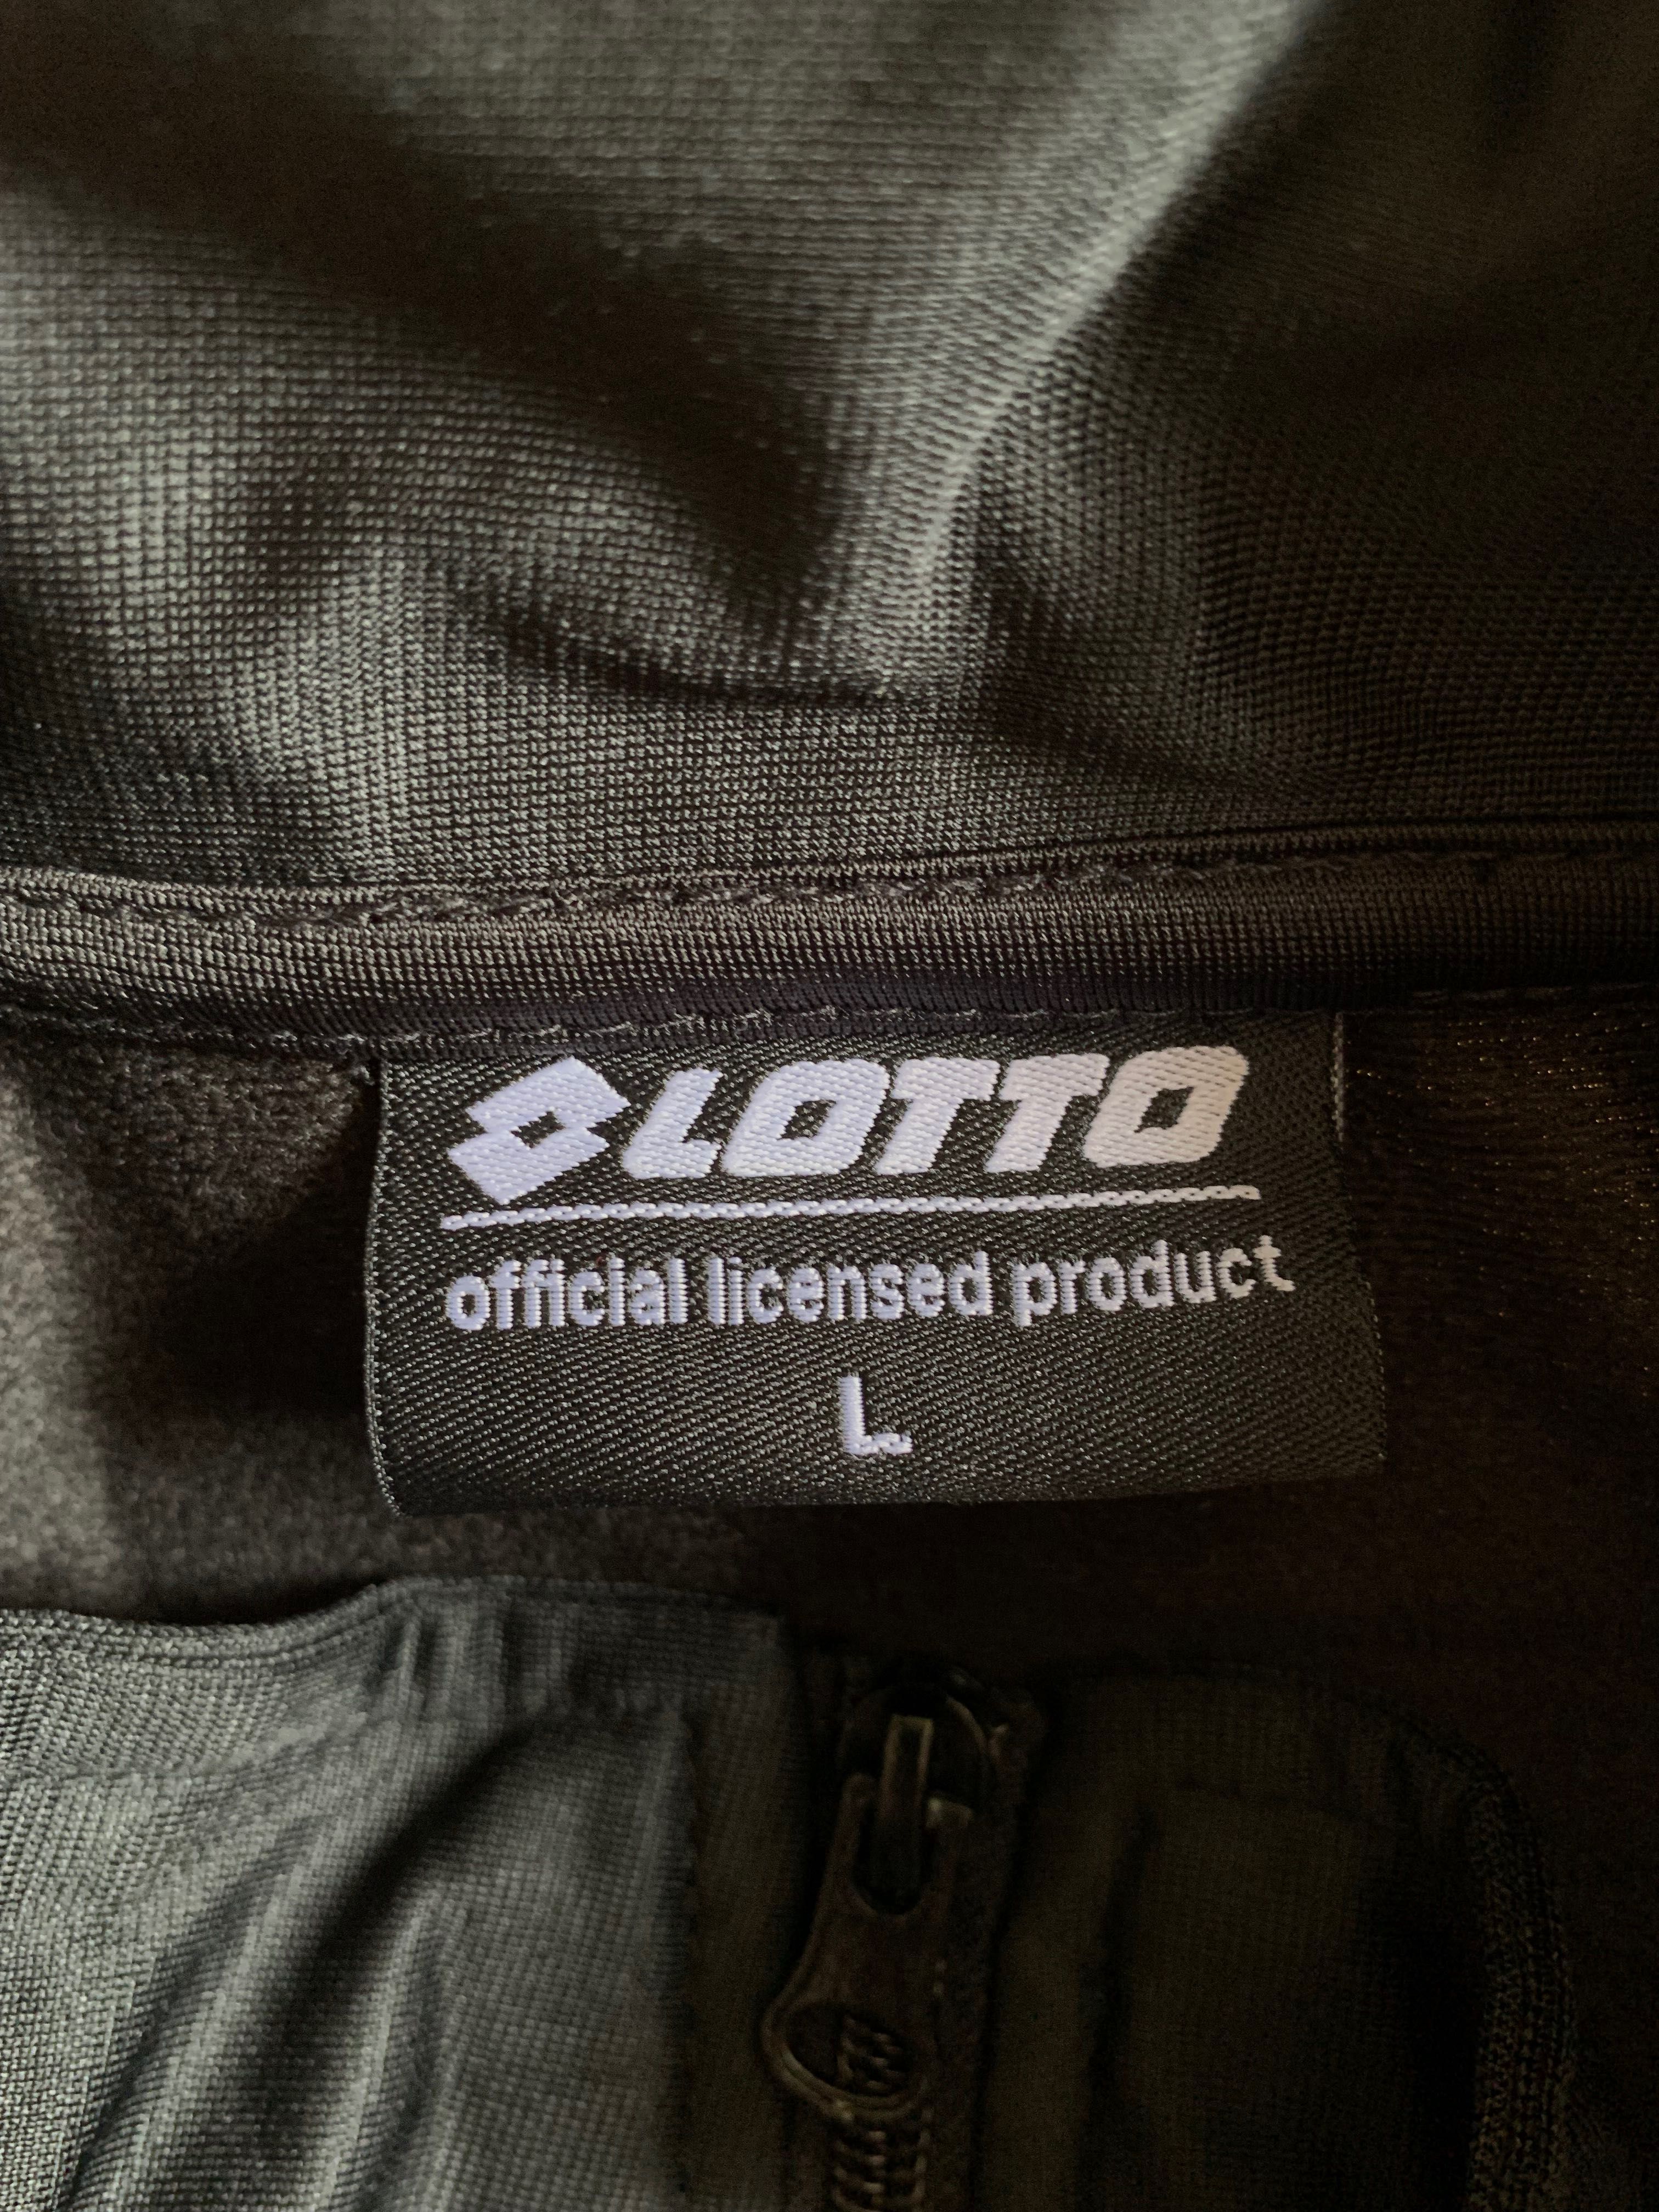 LOTTO
official licensed product
L